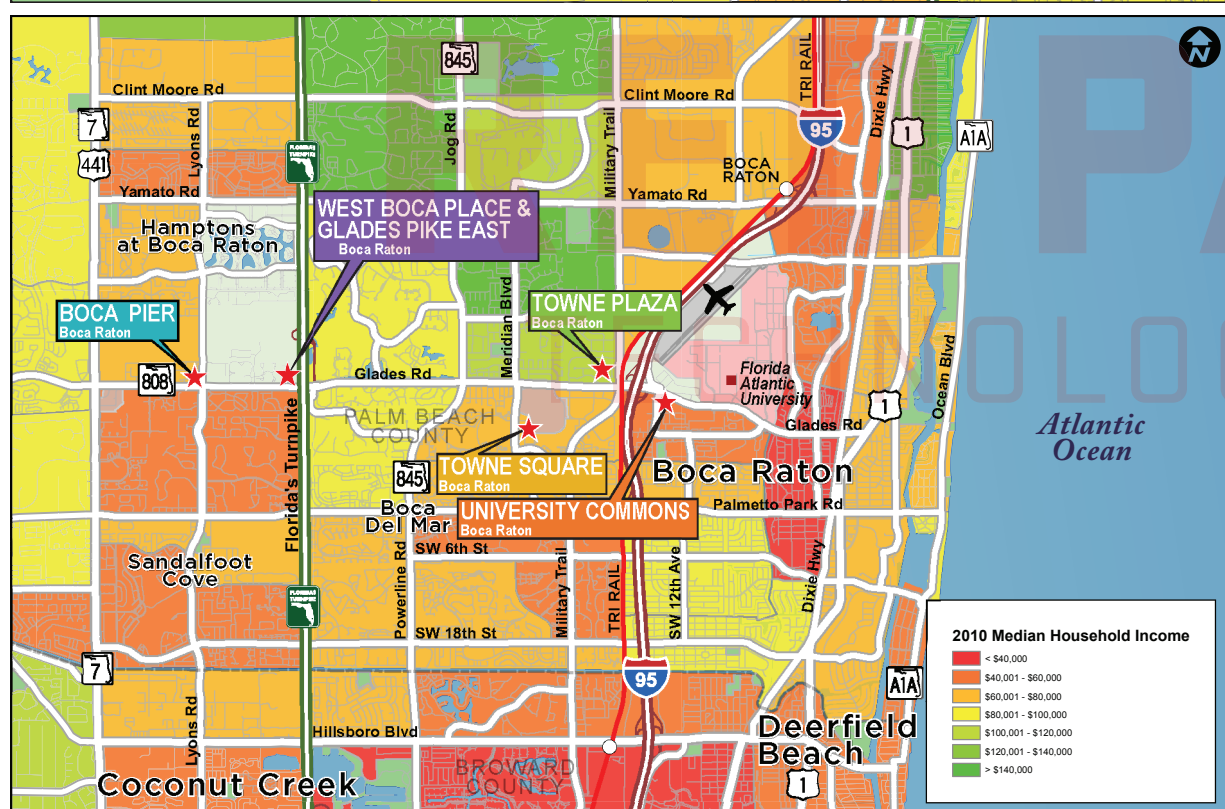 845
TRI RAIL
Dixie Hwy
N
Clint Moore Rd
Clint Moore Rd
7
441
Lyons Rd
FLORIDA'S
TURNPIKE
Jog Rd
Military Trail
95
1
A1A
BOCA
RATON
Yamato Rd
Yamato Rd
Hamptons
at Boca Raton
WEST BOCA PLACE &
GLADES PIKE EAST
Boca Raton
BOCA PIER
Boca Raton
Meridian Blvd
TOWNE PLAZA
Boca Raton
808
Glades Rd
Florida
Atlantic
University
Ocean Blvd
1
PALM BEACH
COUNTY
Glades Rd
Atlantic
Ocean
Florida's Turnpike
TOWNE SQUARE
Boca Raton
845
Boca Raton
UNIVERSITY COMMONS
Boca Raton
Boca
Del Mar
Palmetto Park Rd
SW 6th St
Sandalfoot
Cove
Powerline Rd
Military Trail
TRI RAIL
SW 12th Ave
Dixie Hwy
FLORIDA'S
TURNPIKE
SW 18th St
7
95
A1A
2010 Median Household Income
< $40,000
$40,001 - $60,000
$60,001 - $80,000
$80,001 - $100,000
$100,001 - $120,000
$120,001 - $140,000
> $140,000
Lyons Rd
Hillsboro Blvd
Deerfield
Beach
BROWARD
COUNTY
Coconut Creek
1